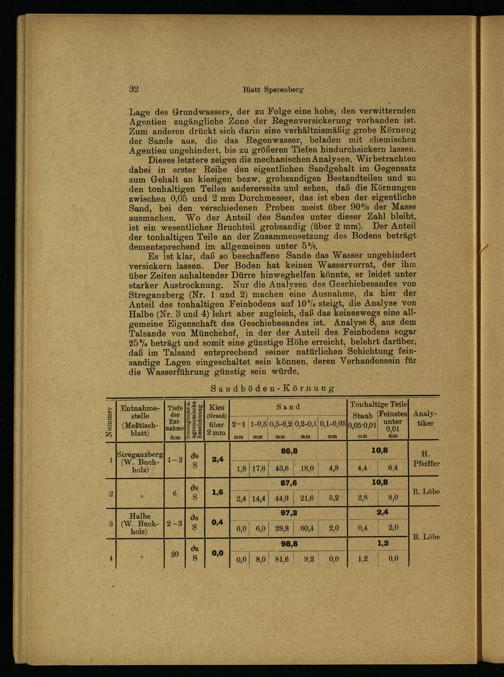 32
Blatt Sperenberg
Lage des Grundwassers, der zu Folge eine hohe, den verwitternden
Agentien zugängliche Zone der Regenversickerung vorhanden ist.
Zum anderen drückt sich darin eine verhältnismäßig grobe Körnung
der Sande aus, die das Regenwasser, beladen mit chemischen
Agentien ungehindert, bis zu größeren Tiefen hindurchsickern lassen.
Dieses letztere zeigen die mechanischen Analysen. Wir betrachten
dabei in erster Reihe den eigentlichen Sandgehalt im Gegensatz
zum Gehalt an kiesigen bezw. grobsandigen Bestandteilen und zu
den tonhaltigen Teilen andererseits und sehen, daß die Körnungen
zwischen 0,05 und 2 mm Durchmesser, das ist eben der eigentliche
Sand, bei den verschiedenen Proben meist über 90% der Masse
ausmachen. Wo der Anteil des Sandes unter dieser Zahl bleibt,
ist ein wesentlicher Bruchteil grobsandig (über 2 mm). Der Anteil
der tonhaltigen Teile an der Zusammensetzung des Bodens beträgt
dementsprechend im allgemeinen unter 5%.
Es ist klar, daß so beschaffene Sande das Wasser ungehindert
versickern lassen. Der Boden hat keinen Wasservorrat, der ihm
über Zeiten anhaltender Dürre hinweghelfen könnte, er leidet unter
starker Austrocknung. Nur die Analysen des Geschiebesandes von
Streganzberg (Nr. 1 und 2) machen eine Ausnahme, da hier der
Anteil des tonhaltigen Feinbodens auf 10% steigt, die Analyse von
Halbe (Nr. 3 und 4) lehrt aber zugleich, daß das keineswegs eine all-
gemeine Eigenschaft des Geschiebesandes ist. Analyse 8, aus dem
Talsande von Münchehof, in der der Anteil des Feinbodens sogar
25% beträgt und somit eine günstige Höhe erreicht, belehrt darüber,
daß im Talsand entsprechend seiner natürlichen Schichtung fein-
sandige Lagen eingeschaltet sein können, deren Vorhandensein für
die Wasserführung günstig sein würde.
Sandböden-Körnung
Nummer | Entnahme-stelle (Meßtisch-blatt) | Tiefe der Ent-nahme dcm | Geognostische u. agronomische Bezeichnung | Kies (Grand) über 2 mm | Sand | Tonhaltige Teile | Analy-tiker
2–1 mm | 1-0,5 mm | 0,5-0,2 mm | 0,2-0,1 mm | 0,1-0,05 mm | Staub 0,05-0,01 mm | Feinstes unter 0,01 mm
1 | Streganzberg (W. Buch-holz) | 1–2 | ∂s S | 2,4 | 86,8 | 10,8 | H. Pfeiffer
1,8 | 17,6 | 43,6 | 18,0 | 4,8 | 4,4 | 6,4
2 | " | 6 | ∂s S | 1,6 | 87,6 | 10,8 | R. Löbe
2,4 | 14,4 | 44,0 | 21,6 | 5,2 | 2,8 | 8,0
3 | Halbe (W. Buch-holz) | 2–3 | ∂s S | 0,4 | 97,2 | 2,4 | R. Löbe
0,0 | 6,0 | 28,8 | 60,4 | 2,0 | 0,4 | 2,0
4 | " | 20 | ∂s S | 0,0 | 98,8 | 1,2
0,0 | 8,0 | 81,6 | 9,2 | 0,0 | 1,2 | 0,0